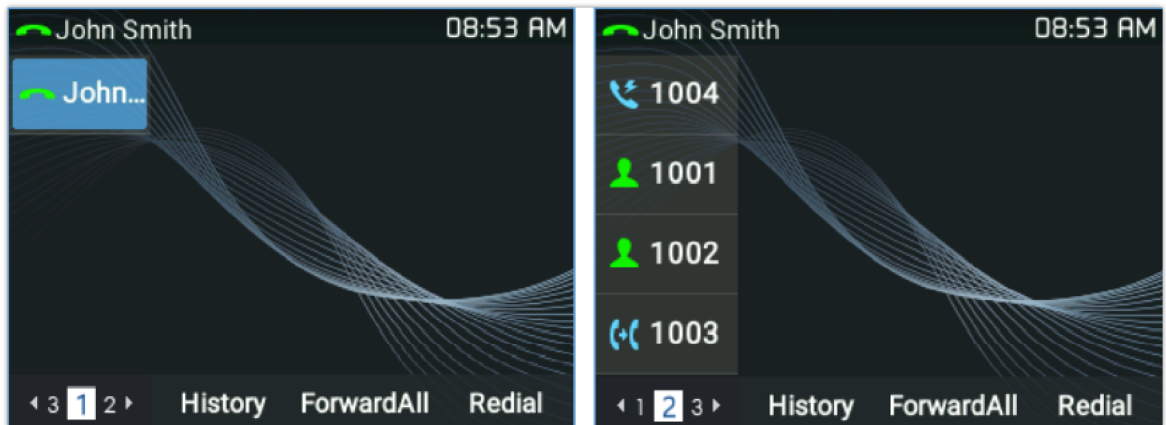 John Smith 08:53 AM
John...
3 1 2 History ForwardAll Redial
John Smith 08:53 AM
1004
1001
1002
1003
1 2 3 History ForwardAll Redial